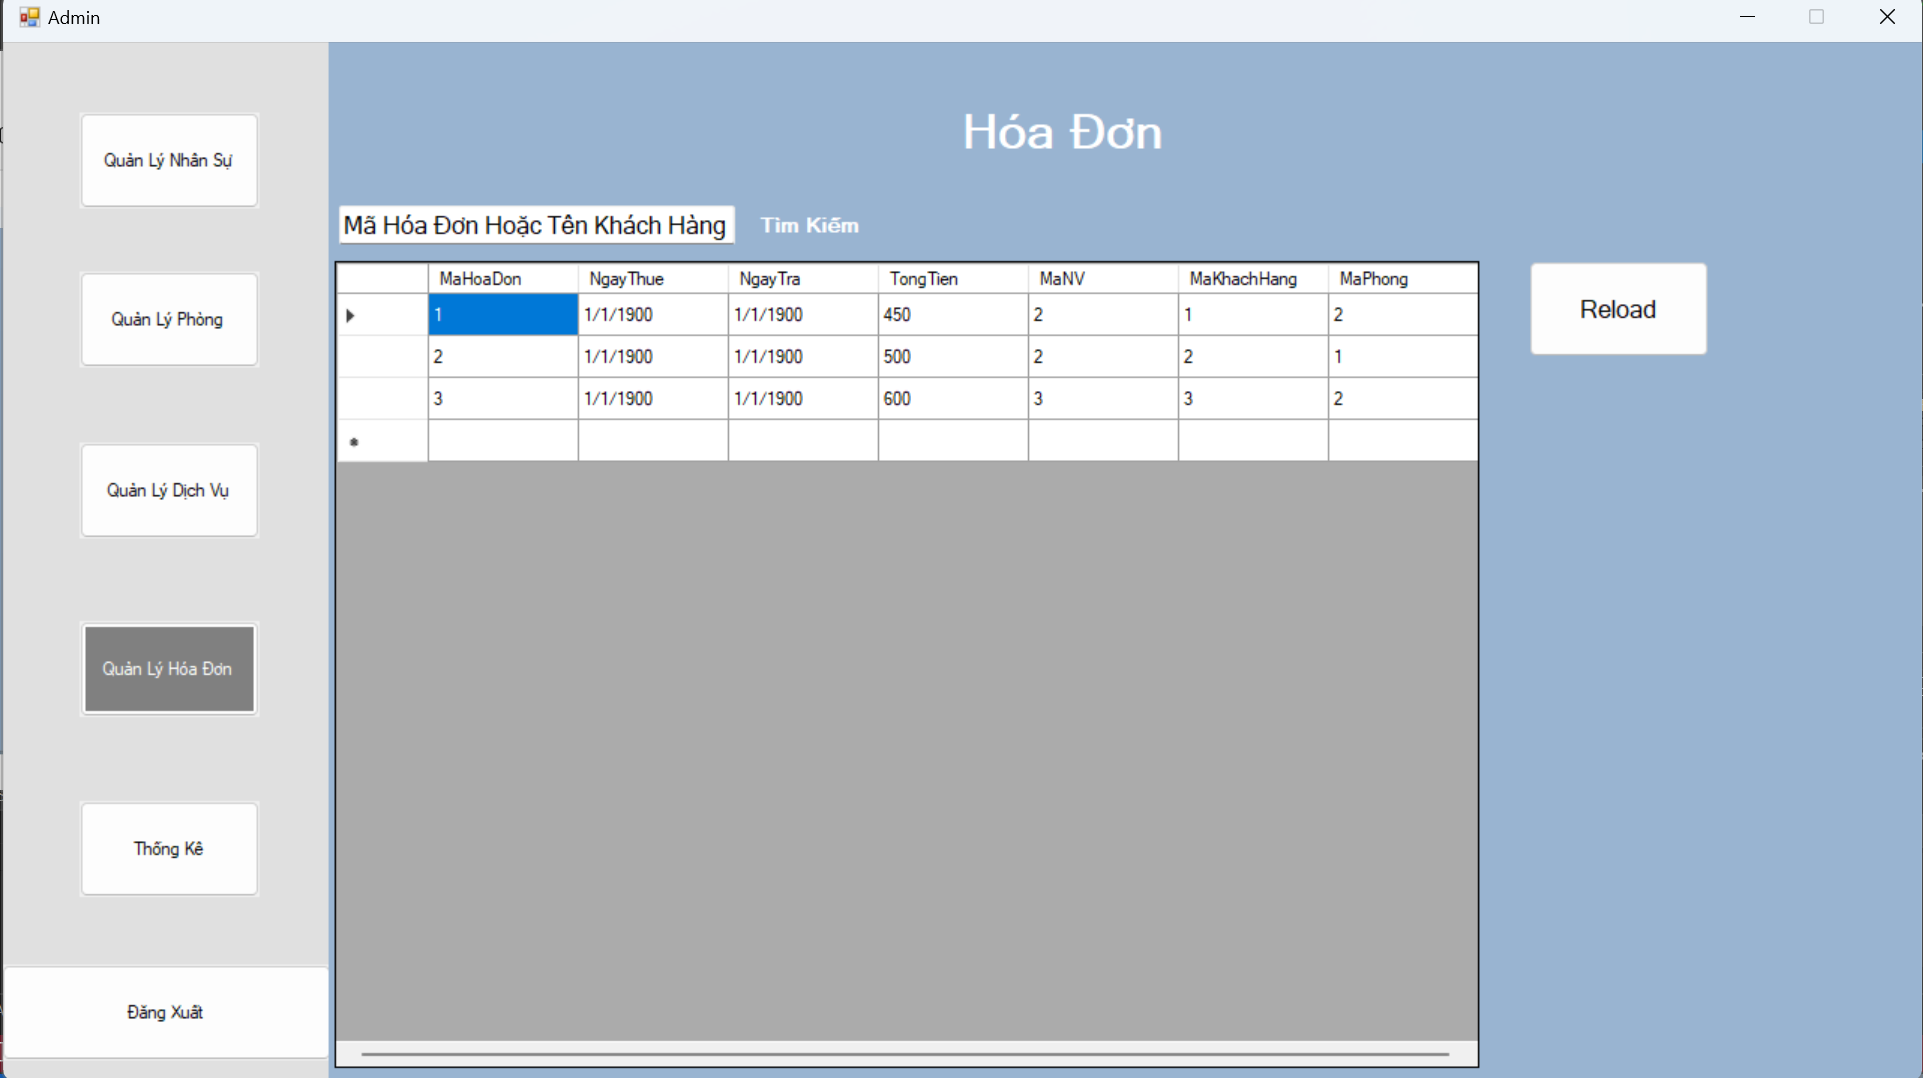 Admin
Quản Lý Nhân Sự
Quản Lý Phòng
Quản Lý Dịch Vụ
Quản Lý Hóa Đơn
Thống Kê
Đăng Xuất
Hóa Đơn
Mã Hóa Đơn Hoặc Tên Khách Hàng Tìm Kiếm
MaHoaDon NgayThue NgayTra TongTien MaNV MaKhachHang MaPhong
1 1/1/1900 1/1/1900 450 2 1 2
2 1/1/1900 1/1/1900 500 2 2 1
3 1/1/1900 1/1/1900 600 3 3 2
Reload